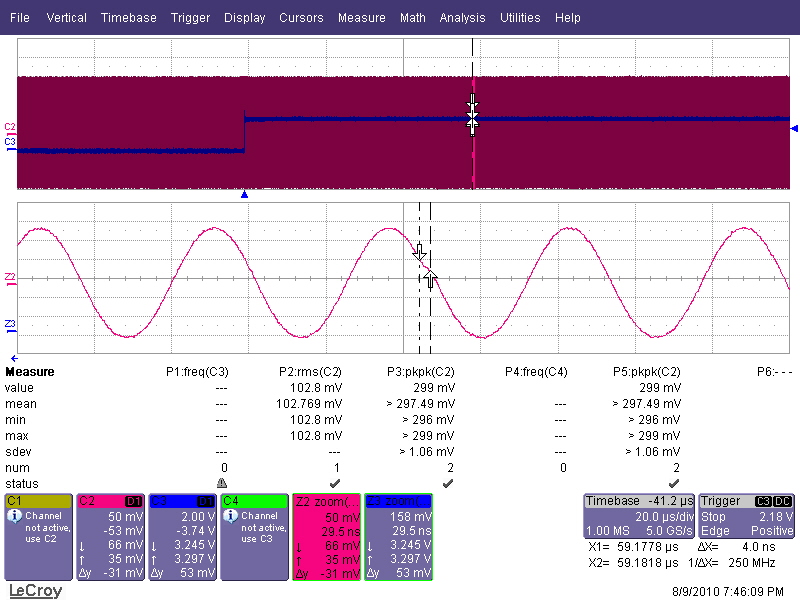 File Vertical Timebase Trigger Display Cursors Measure Math Analysis Utilities Help
C2
C3
Z2
Z3
Measure P1:freq(C3) P2:rms(C2) P3:pkpk(C2) P4:freq(C4) P5:pkpk(C2) P6:- - -
value --- 102.8 mV 299 mV 299 mV
mean --- 102.769 mV > 297.49 mV --- > 297.49 mV
min --- 102.8 mV > 296 mV --- > 296 mV
max --- 102.8 mV > 299 mV --- > 299 mV
sdev --- --- > 1.06 mV --- > 1.06 mV
num 0 1 2 0 2
status
C1 C2 D1 C3 D1 C4 Z2 zoom(... Z3 zoom(... Timebase -41.2 µs Trigger C3 DC
Channel not active, use C2
50 mV
-53 mV
↓ 66 mV
↑ 35 mV
Δy -31 mV
2.00 V
-3.74 V
↓ 3.245 V
↑ 3.297 V
Δy 53 mV
Channel not active, use C3
50 mV
29.5 ns
↓ 66 mV
↑ 35 mV
Δy -31 mV
158 mV
29.5 ns
↓ 3.245 V
↑ 3.297 V
Δy 53 mV
20.0 µs/div
1.00 MS 5.0 GS/s
Stop 2.18 V
Edge Positive
X1= 59.1778 µs ΔX= 4.0 ns
X2= 59.1818 µs 1/ΔX= 250 MHz
LeCroy
8/9/2010 7:46:09 PM